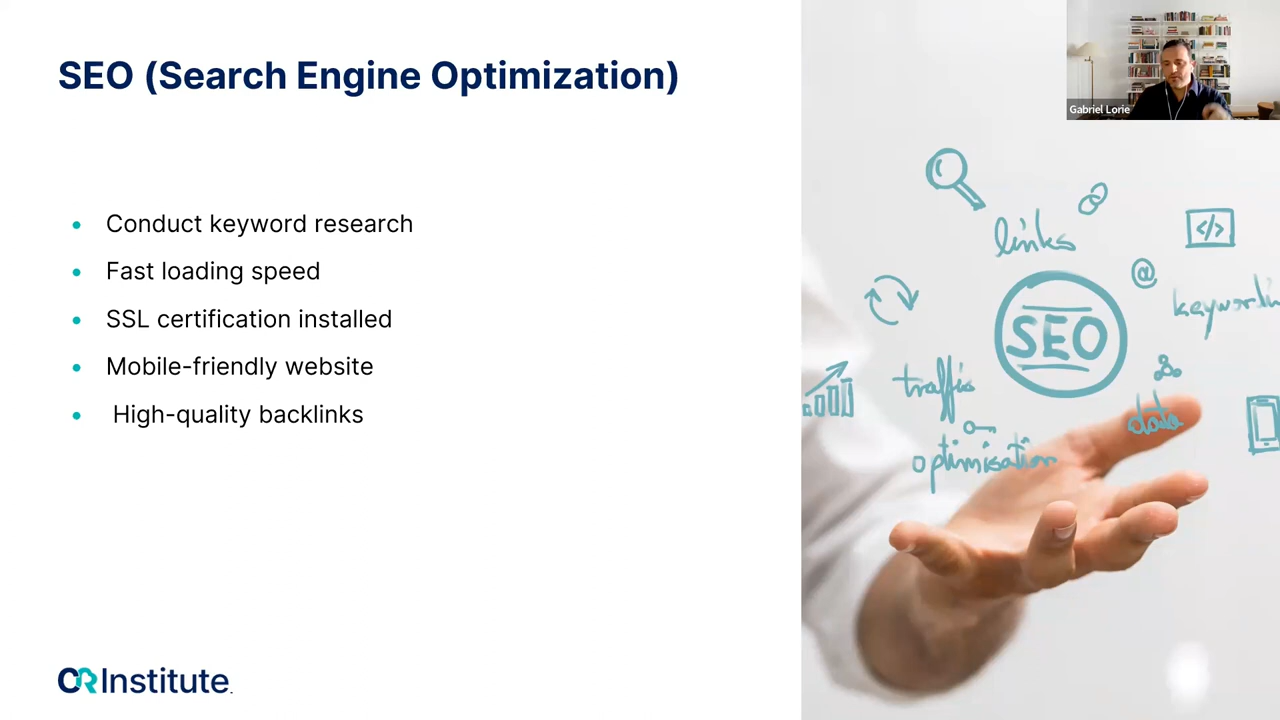 SEO (Search Engine Optimization)
Gabriel Lorie
• Conduct keyword research
• Fast loading speed
• SSL certification installed
• Mobile-friendly website
• High-quality backlinks
links
</>
@
SEO
traffic
data
optimisation
CRInstitute.